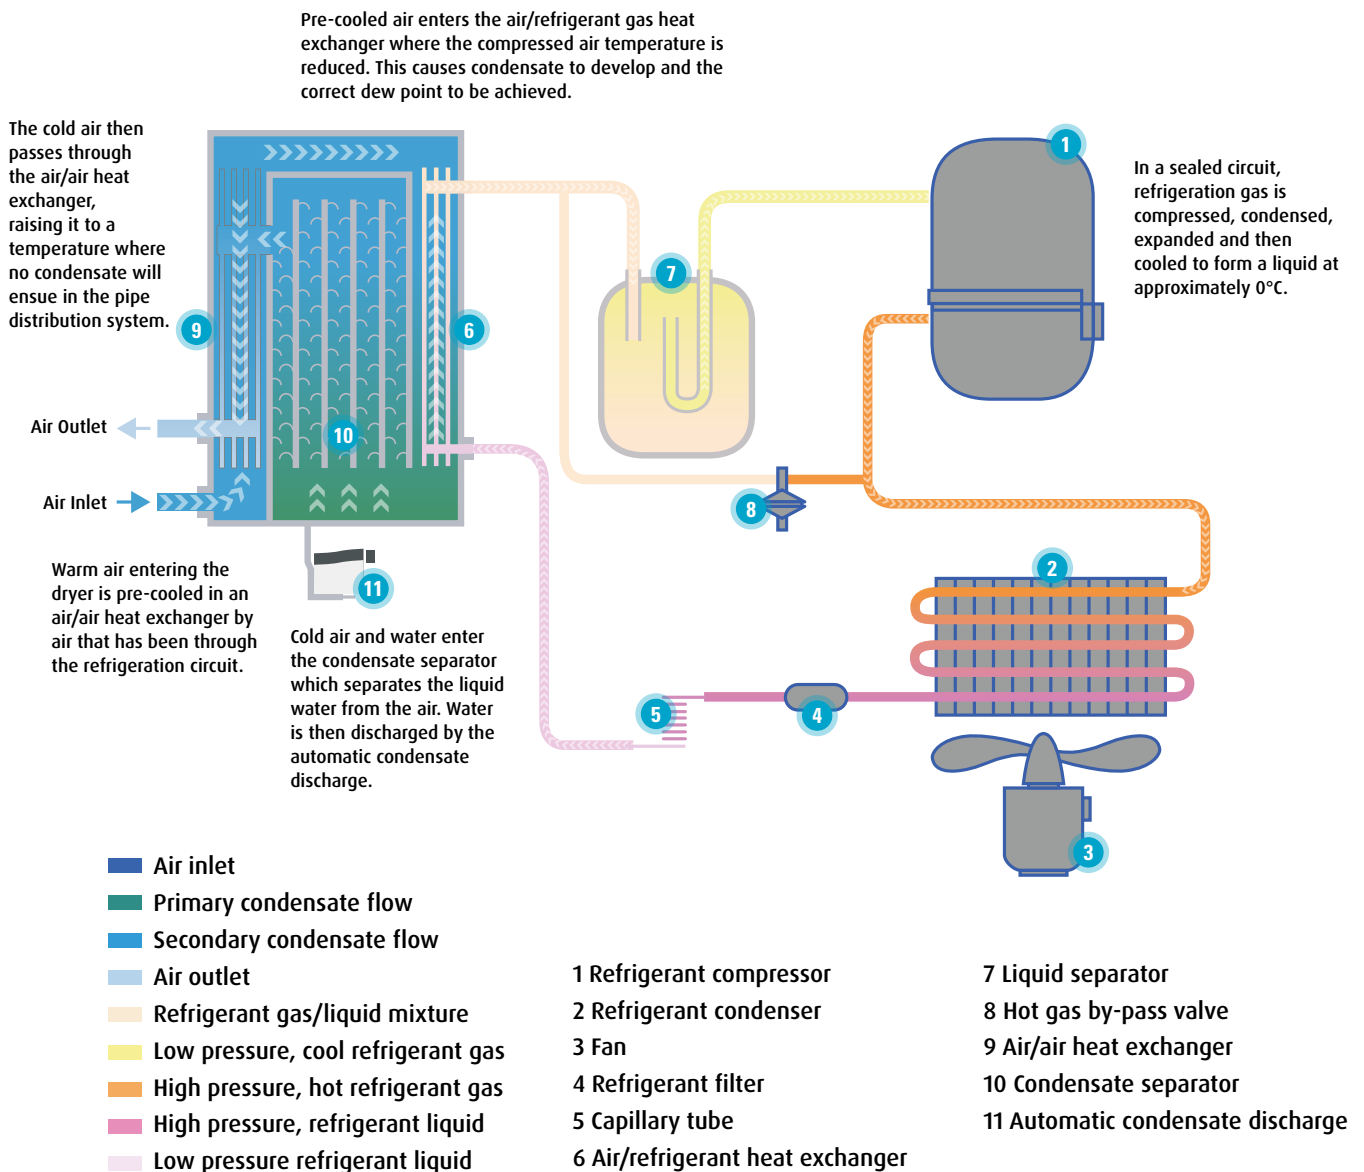 Pre-cooled air enters the air/refrigerant gas heat
exchanger where the compressed air temperature is
reduced. This causes condensate to develop and the
correct dew point to be achieved.
The cold air then
passes through
the air/air heat
exchanger,
raising it to a
temperature where
no condensate will
ensue in the pipe
distribution system.
1
In a sealed circuit,
refrigeration gas is
compressed, condensed,
expanded and then
cooled to form a liquid at
approximately 0°C.
7
9
6
Air Outlet
10
Air Inlet
8
Warm air entering the
dryer is pre-cooled in an
air/air heat exchanger by
air that has been through
the refrigeration circuit.
11
2
Cold air and water enter
the condensate separator
which separates the liquid
water from the air. Water
is then discharged by the
automatic condensate
discharge.
5
4
3
Air inlet
Primary condensate flow
Secondary condensate flow
Air outlet
Refrigerant gas/liquid mixture
Low pressure, cool refrigerant gas
High pressure, hot refrigerant gas
High pressure, refrigerant liquid
Low pressure refrigerant liquid
1 Refrigerant compressor
2 Refrigerant condenser
3 Fan
4 Refrigerant filter
5 Capillary tube
6 Air/refrigerant heat exchanger
7 Liquid separator
8 Hot gas by-pass valve
9 Air/air heat exchanger
10 Condensate separator
11 Automatic condensate discharge